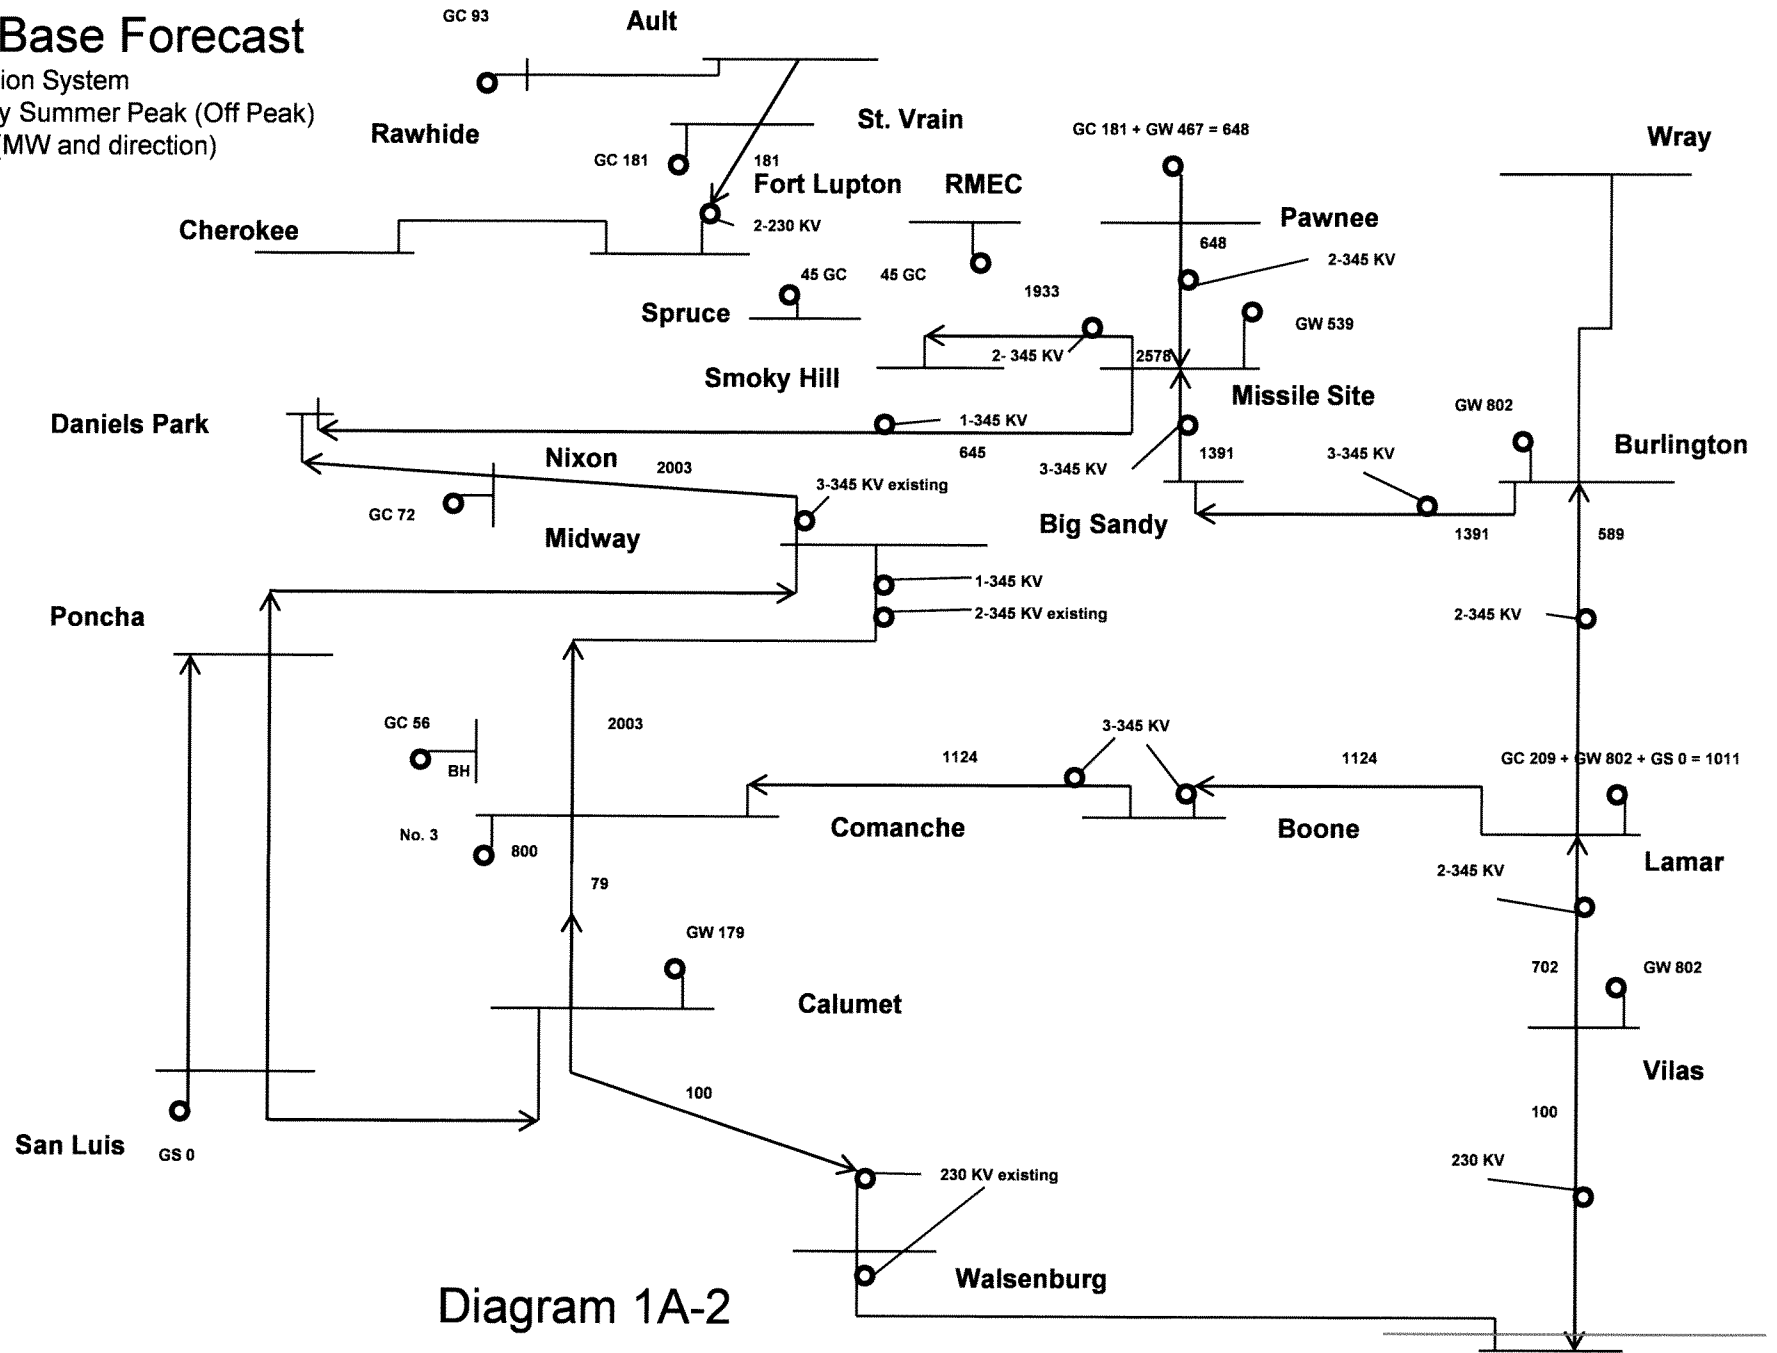 GC 93
Ault
Base Forecast
ion System
y Summer Peak (Off Peak)
(MW and direction)
Rawhide
St. Vrain
GC 181
181
GC 181 + GW 467 = 648
Wray
Fort Lupton
RMEC
Cherokee
2-230 KV
Pawnee
648
2-345 KV
45 GC
45 GC
1933
Spruce
GW 539
2- 345 KV
2578
Smoky Hill
Missile Site
Daniels Park
1-345 KV
GW 802
Burlington
Nixon
2003
645
3-345 KV
1391
3-345 KV
3-345 KV existing
GC 72
Midway
Big Sandy
1391
589
1-345 KV
Poncha
2-345 KV existing
2-345 KV
GC 56
2003
3-345 KV
BH
1124
1124
GC 209 + GW 802 + GS 0 = 1011
No. 3
800
Comanche
Boone
Lamar
79
2-345 KV
GW 179
702
GW 802
Calumet
Vilas
100
100
San Luis
GS 0
230 KV existing
230 KV
Walsenburg
Diagram 1A-2